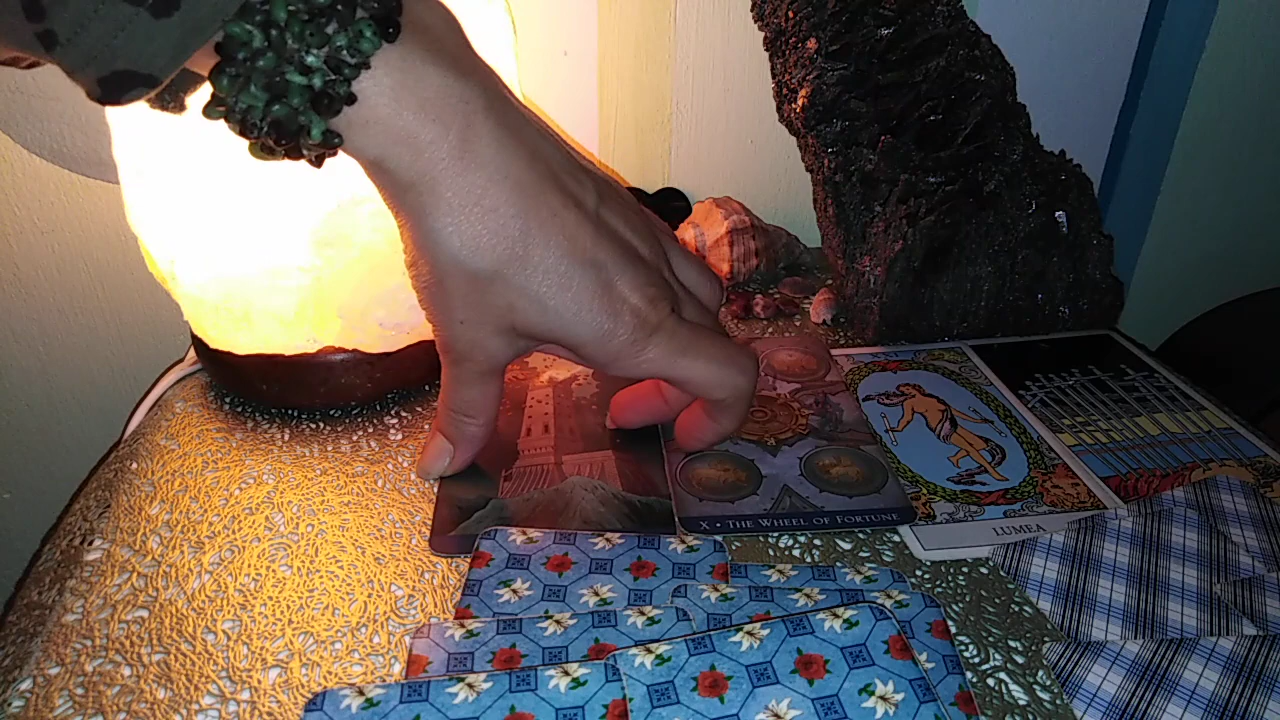 X • THE WHEEL OF FORTUNE
LUMEA